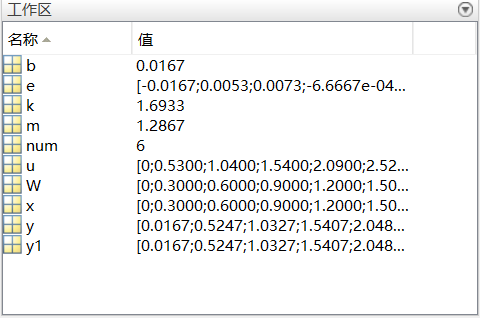 工作区
名称 值
b 0.0167
e [-0.0167;0.0053;0.0073;-6.6667e-04...
k 1.6933
m 1.2867
num 6
u [0;0.5300;1.0400;1.5400;2.0900;2.52...
W [0;0.3000;0.6000;0.9000;1.2000;1.50...
x [0;0.3000;0.6000;0.9000;1.2000;1.50...
y [0.0167;0.5247;1.0327;1.5407;2.048...
y1 [0.0167;0.5247;1.0327;1.5407;2.048...